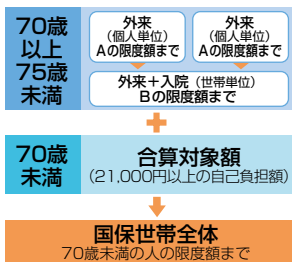 70歳
以上
75歳
未満
外来
(個人単位)
Aの限度額まで
外来
(個人単位)
Aの限度額まで
外来+入院(世帯単位)
Bの限度額まで
+
70歳
未満
合算対象額
(21,000円以上の自己負担額)
国保世帯全体
70歳未満の人の限度額まで